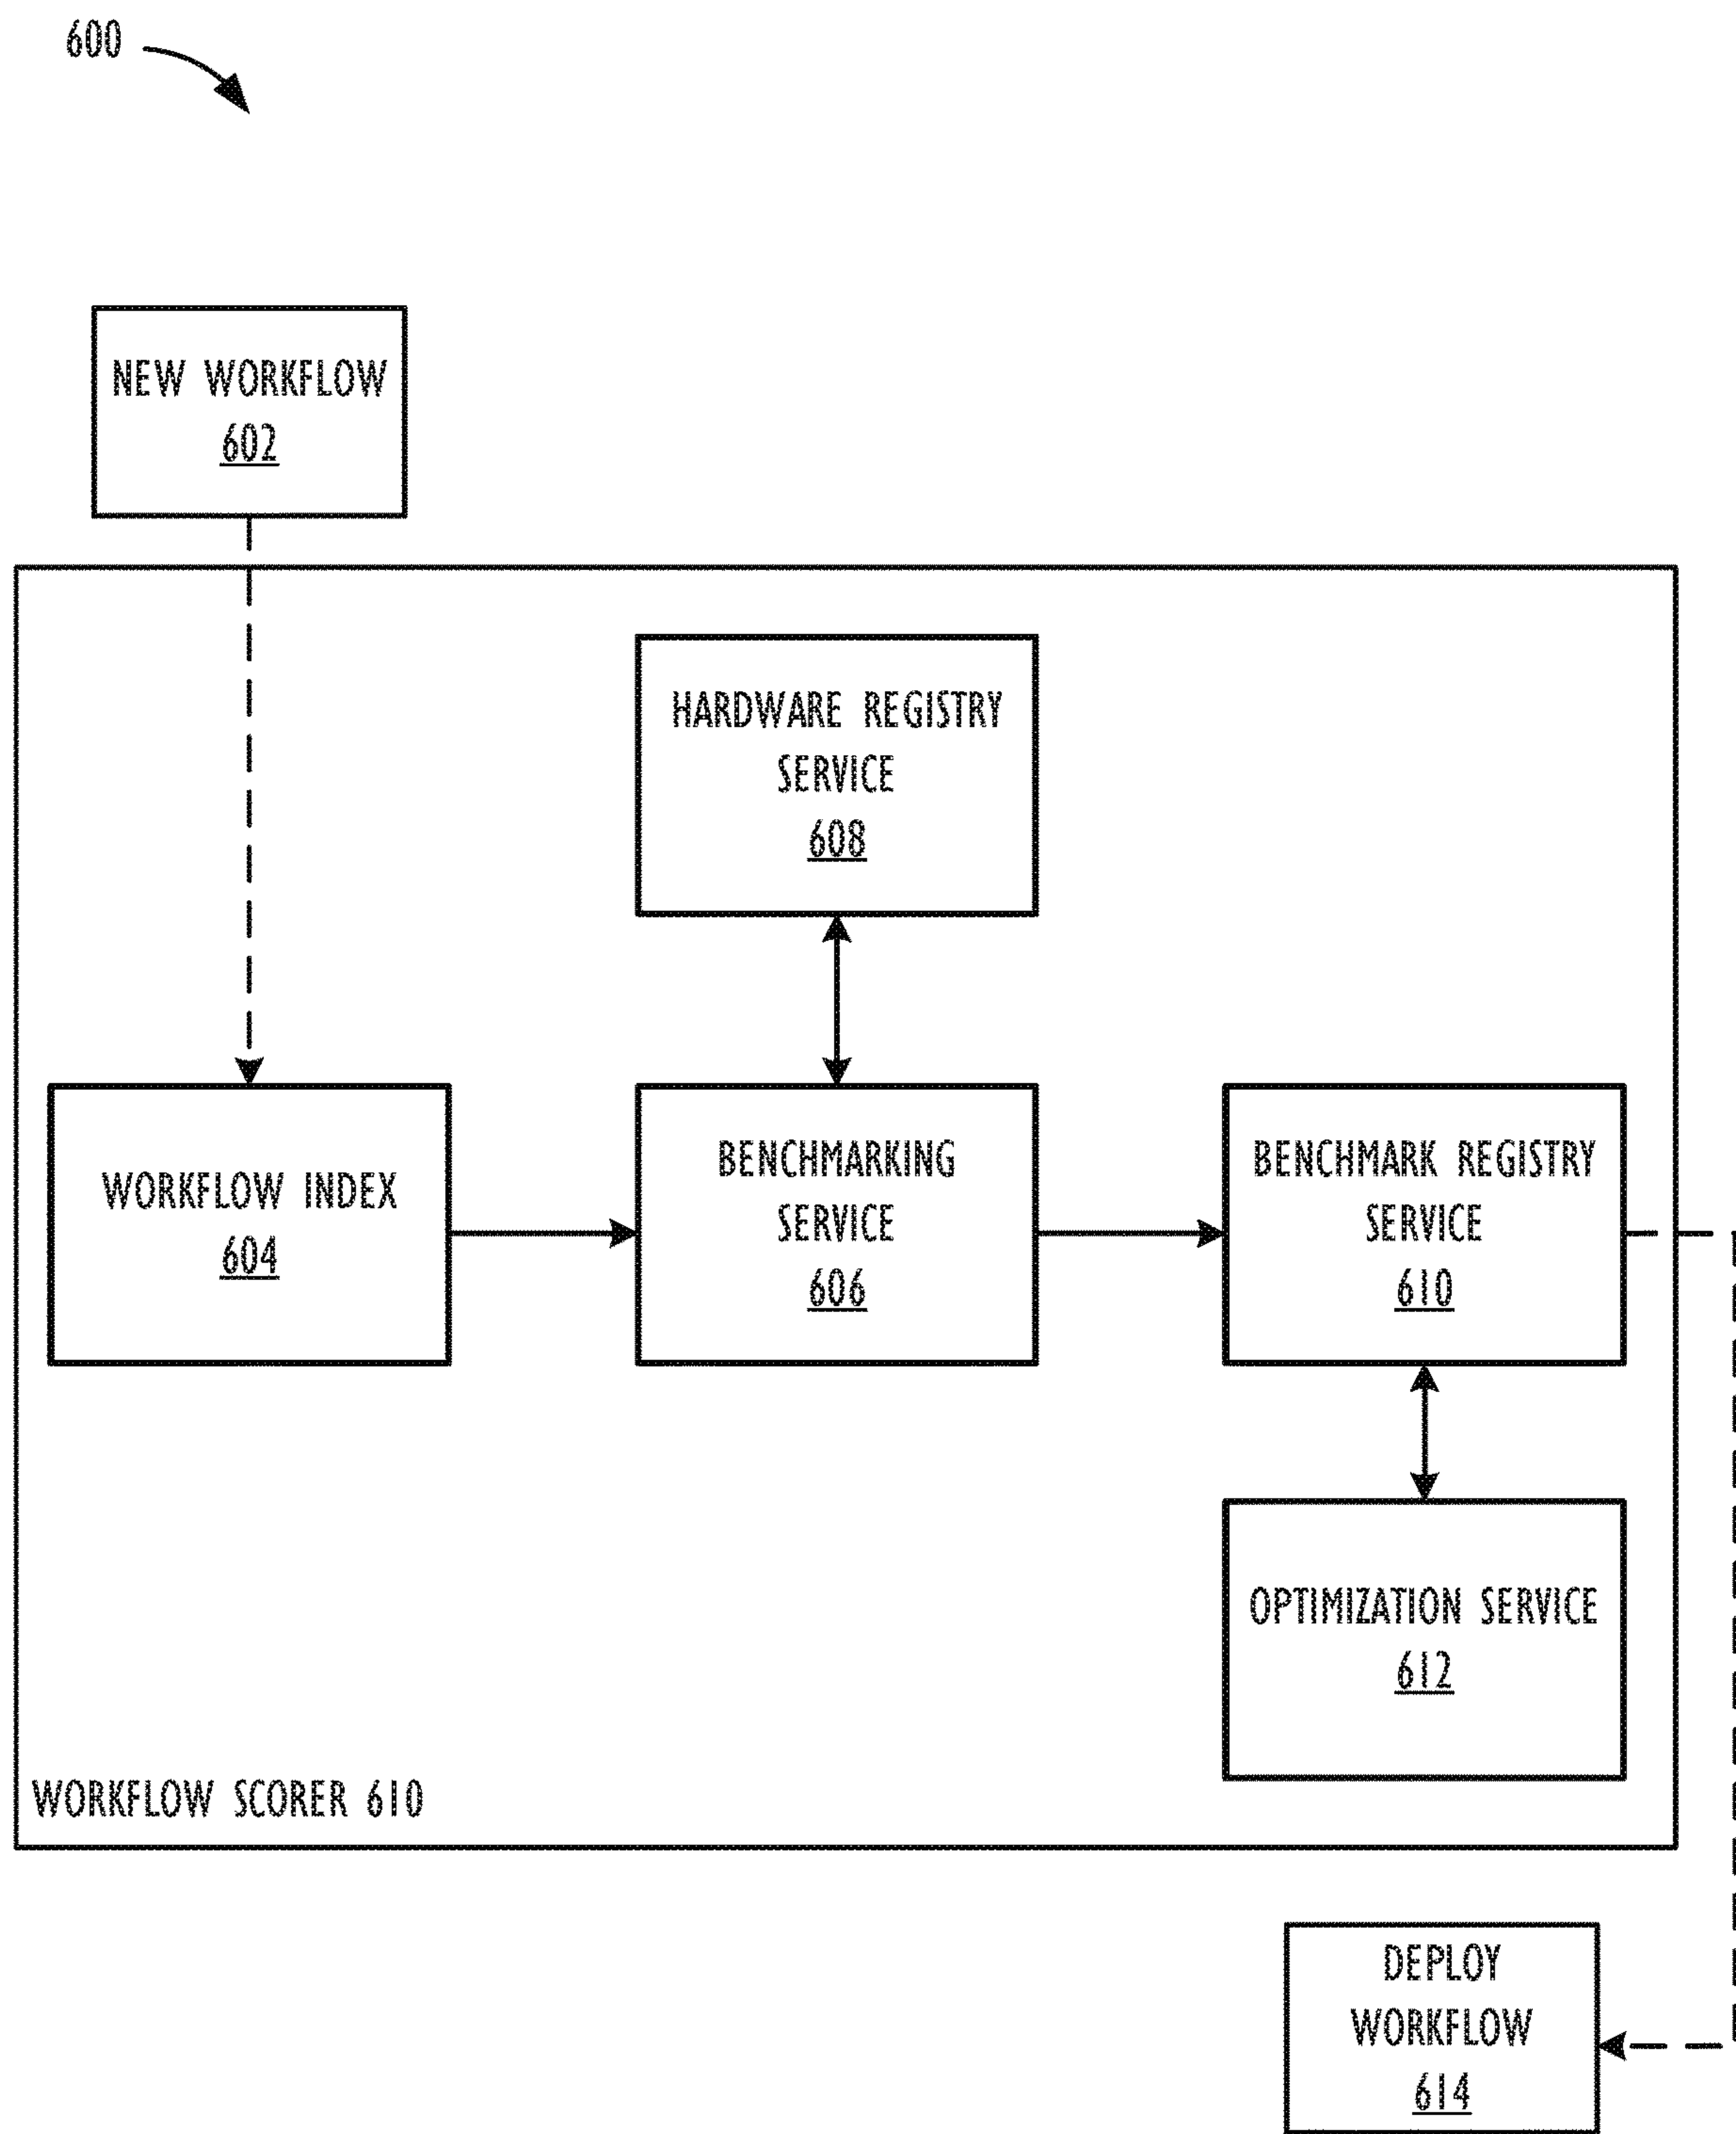 600
NEW WORKFLOW
602
HARDWARE REGISTRY
SERVICE
608
WORKFLOW INDEX
604
BENCHMARKING
SERVICE
606
BENCHMARK REGISTRY
SERVICE
610
OPTIMIZATION SERVICE
612
WORKFLOW SCORER 610
DEPLOY
WORKFLOW
614